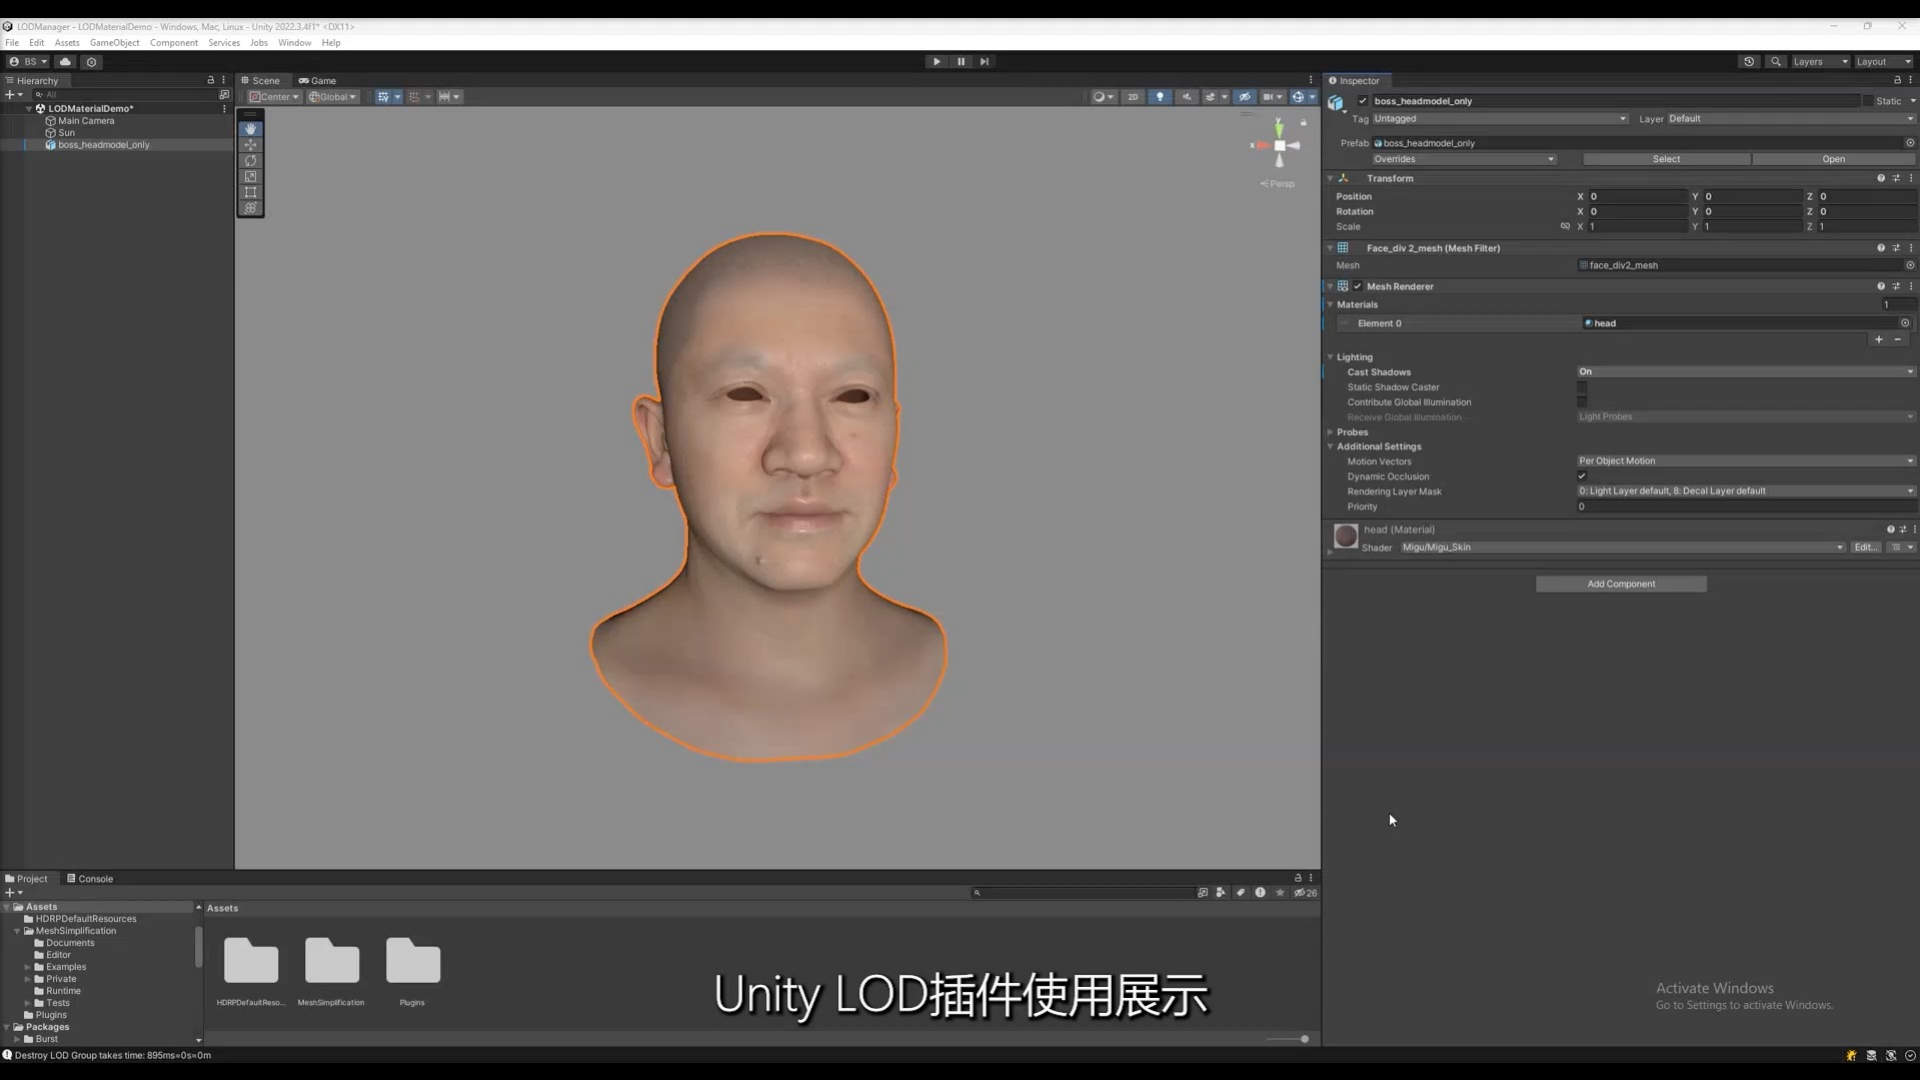 LODManager - LODMaterialDemo - Windows, Mac, Linux - Unity 2022.3.4f1* <DX11>
File Edit Assets GameObject Component Services Jobs Window Help
BS Layers Layout
Hierarchy
All
LODMaterialDemo*
Main Camera
Sun
boss_headmodel_only
Scene Game
Center Global 2D
y
x
Persp
Inspector
boss_headmodel_only Static
Tag Untagged Layer Default
Prefab boss_headmodel_only
Overrides Select Open
Transform
Position X 0 Y 0 Z 0
Rotation X 0 Y 0 Z 0
Scale X 1 Y 1 Z 1
Face_div 2_mesh (Mesh Filter)
Mesh face_div2_mesh
Mesh Renderer
Materials 1
Element 0 head
Lighting
Cast Shadows On
Static Shadow Caster
Contribute Global Illumination
Receive Global Illumination Light Probes
Probes
Additional Settings
Motion Vectors Per Object Motion
Dynamic Occlusion
Rendering Layer Mask 0: Light Layer default, 8: Decal Layer default
Priority 0
head (Material)
Shader Migu/Migu_Skin Edit...
Add Component
Project Console
26
Assets
HDRPDefaultResources
MeshSimplification
Documents
Editor
Examples
Private
Runtime
Tests
Plugins
Packages
Burst
Assets
HDRPDefaultReso... MeshSimplification Plugins
Unity LOD插件使用展示
Activate Windows
Go to Settings to activate Windows.
Destroy LOD Group takes time: 895ms=0s=0m